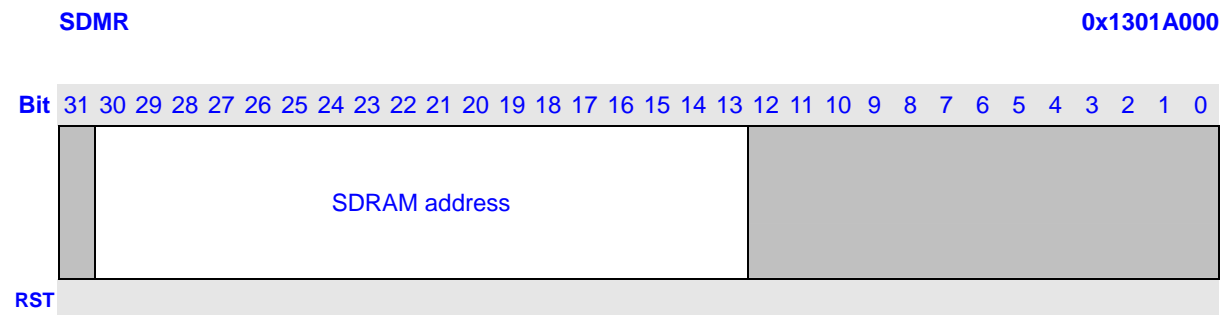 SDMR 0x1301A000
Bit 31 30 29 28 27 26 25 24 23 22 21 20 19 18 17 16 15 14 13 12 11 10 9 8 7 6 5 4 3 2 1 0
SDRAM address
RST